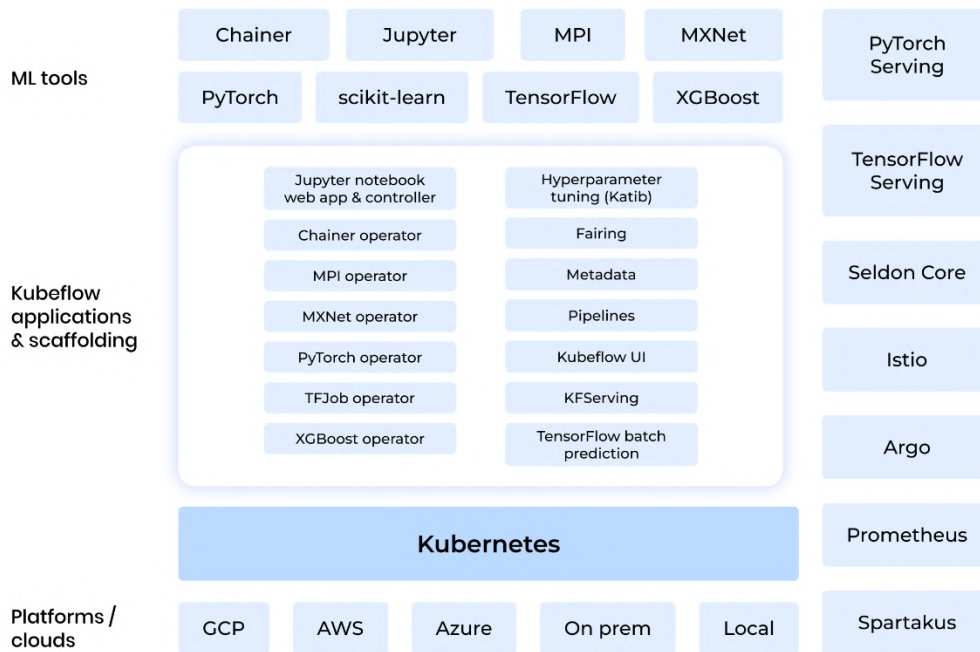 ML tools
Chainer
Jupyter
MPI
MXNet
PyTorch
scikit-learn
TensorFlow
XGBoost
Kubeflow
applications
& scaffolding
Jupyter notebook
web app & controller
Chainer operator
MPI operator
MXNet operator
PyTorch operator
TFJob operator
XGBoost operator
Hyperparameter
tuning (Katib)
Fairing
Metadata
Pipelines
Kubeflow UI
KFServing
TensorFlow batch
prediction
Kubernetes
Platforms /
clouds
GCP
AWS
Azure
On prem
Local
PyTorch
Serving
TensorFlow
Serving
Seldon Core
Istio
Argo
Prometheus
Spartakus